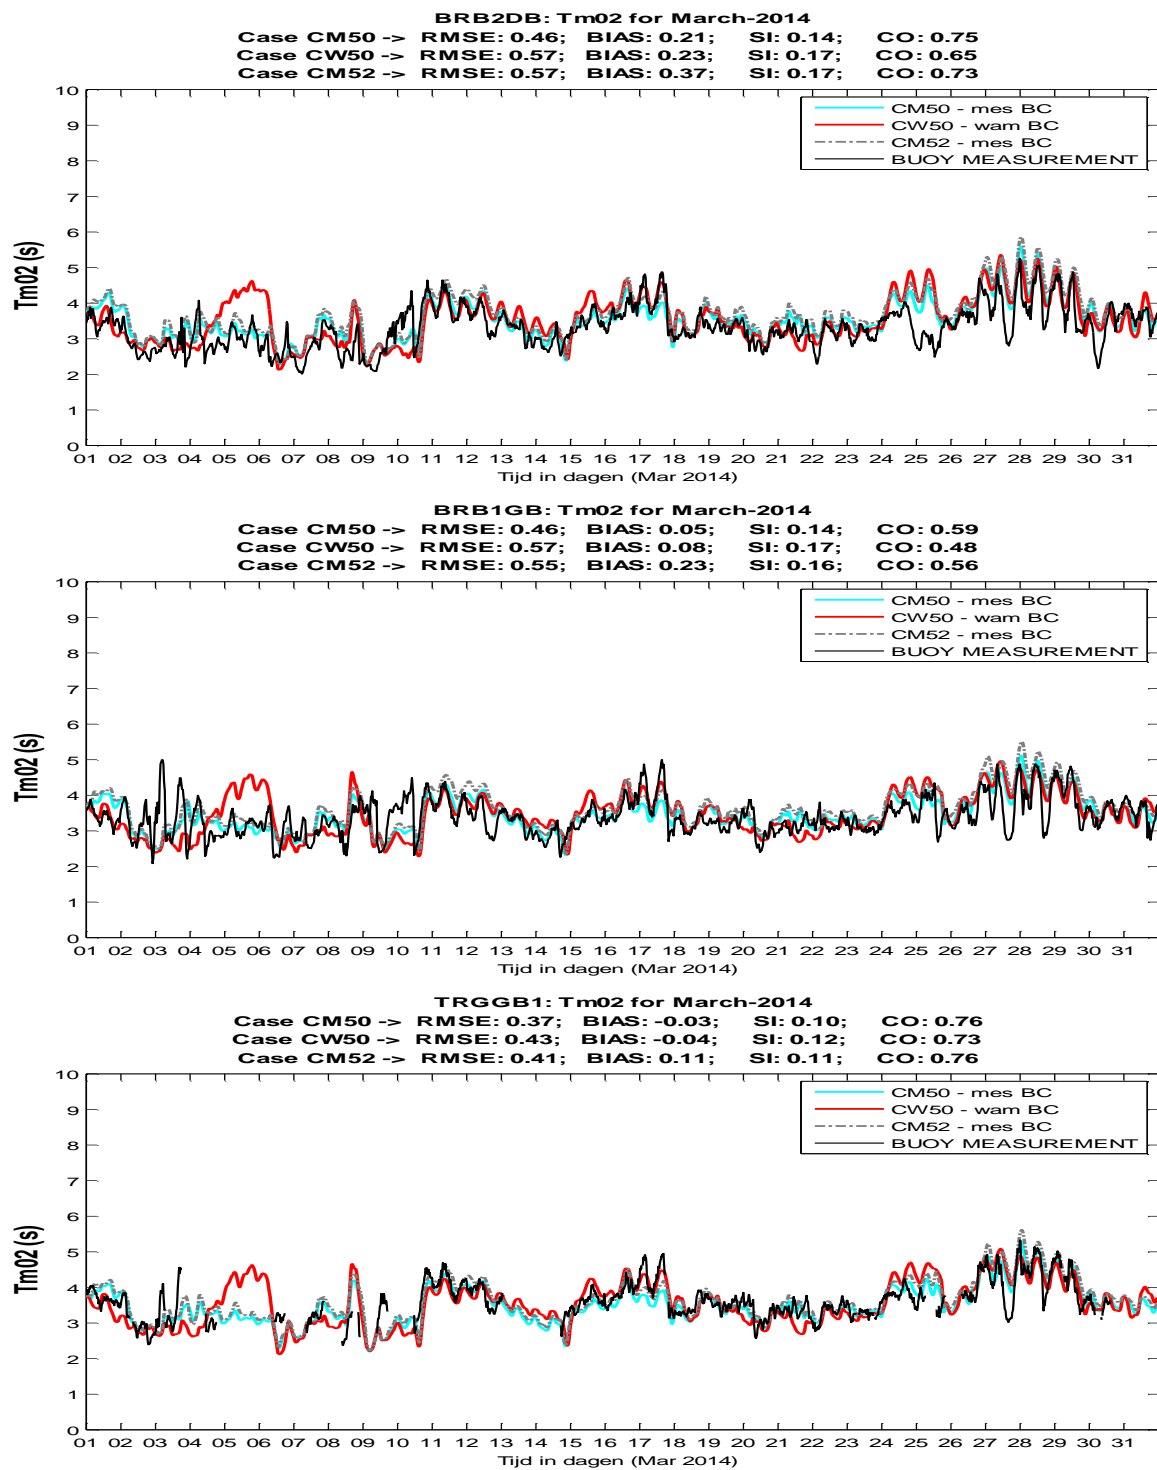 BRB2DB: Tm02 for March-2014
Case CM50 -> RMSE: 0.46; BIAS: 0.21; SI: 0.14; CO: 0.75
Case CW50 -> RMSE: 0.57; BIAS: 0.23; SI: 0.17; CO: 0.65
Case CM52 -> RMSE: 0.57; BIAS: 0.37; SI: 0.17; CO: 0.73
CM50 - mes BC
CW50 - wam BC
CM52 - mes BC
BUOY MEASUREMENT
10
9
8
7
6
5
4
3
2
1
0
Tm02 (s)
01 02 03 04 05 06 07 08 09 10 11 12 13 14 15 16 17 18 19 20 21 22 23 24 25 26 27 28 29 30 31
Tijd in dagen (Mar 2014)
BRB1GB: Tm02 for March-2014
Case CM50 -> RMSE: 0.46; BIAS: 0.05; SI: 0.14; CO: 0.59
Case CW50 -> RMSE: 0.57; BIAS: 0.08; SI: 0.17; CO: 0.48
Case CM52 -> RMSE: 0.55; BIAS: 0.23; SI: 0.16; CO: 0.56
CM50 - mes BC
CW50 - wam BC
CM52 - mes BC
BUOY MEASUREMENT
10
9
8
7
6
5
4
3
2
1
0
Tm02 (s)
01 02 03 04 05 06 07 08 09 10 11 12 13 14 15 16 17 18 19 20 21 22 23 24 25 26 27 28 29 30 31
Tijd in dagen (Mar 2014)
TRGGB1: Tm02 for March-2014
Case CM50 -> RMSE: 0.37; BIAS: -0.03; SI: 0.10; CO: 0.76
Case CW50 -> RMSE: 0.43; BIAS: -0.04; SI: 0.12; CO: 0.73
Case CM52 -> RMSE: 0.41; BIAS: 0.11; SI: 0.11; CO: 0.76
CM50 - mes BC
CW50 - wam BC
CM52 - mes BC
BUOY MEASUREMENT
10
9
8
7
6
5
4
3
2
1
0
Tm02 (s)
01 02 03 04 05 06 07 08 09 10 11 12 13 14 15 16 17 18 19 20 21 22 23 24 25 26 27 28 29 30 31
Tijd in dagen (Mar 2014)